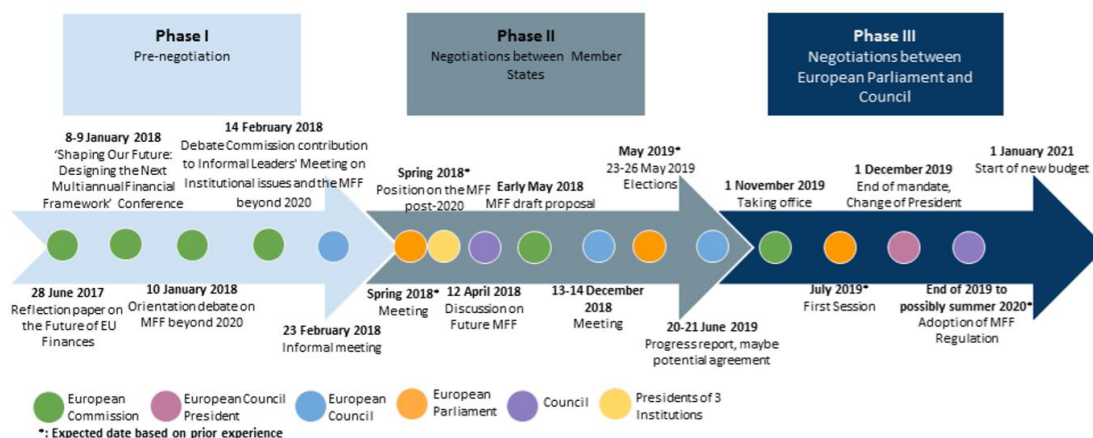 Phase I
Pre-negotiation
Phase II
Negotiations between Member
States
Phase III
Negotiations between
European Parliament and
Council
8-9 January 2018
'Shaping Our Future:
Designing the Next
Multiannual Financial
Framework' Conference
14 February 2018
Debate Commission contribution
to Informal Leaders' Meeting on
Institutional issues and the MFF
beyond 2020
Spring 2018*
Position on the MFF
post-2020
Early May 2018
MFF draft proposal
May 2019*
23-26 May 2019
Elections
1 November 2019
Taking office
1 December 2019
End of mandate,
Change of President
1 January 2021
Start of new budget
28 June 2017
Reflection paper on
the Future of EU
Finances
10 January 2018
Orientation debate on
MFF beyond 2020
23 February 2018
Informal meeting
Spring 2018*
Meeting
12 April 2018
Discussion on
Future MFF
13-14 December
2018
Meeting
20-21 June 2019
Progress report, maybe
potential agreement
July 2019*
First Session
End of 2019 to
possibly summer 2020*
Adoption of MFF
Regulation
European
Commission
European Council
President
European
Council
European
Parliament
Council
Presidents of 3
Institutions
*: Expected date based on prior experience